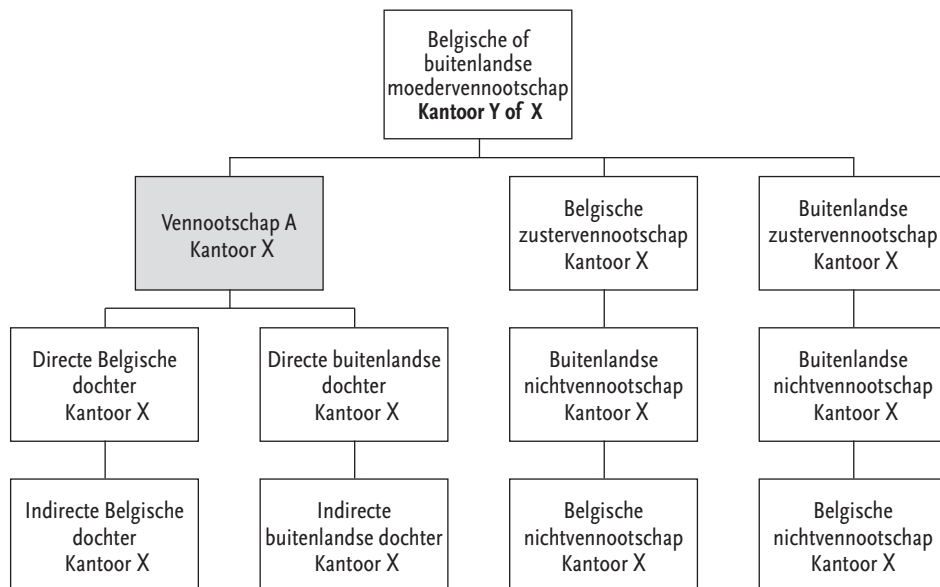 Belgische of
buitenlandse
moedervennootschap
Kantoor Y of X
Vennootschap A
Kantoor X
Belgische
zustervennootschap
Kantoor X
Buitenlandse
zustervennootschap
Kantoor X
Directe Belgische
dochter
Kantoor X
Directe buitenlandse
dochter
Kantoor X
Buitenlandse
nichtvennootschap
Kantoor X
Buitenlandse
nichtvennootschap
Kantoor X
Indirecte Belgische
dochter
Kantoor X
Indirecte
buitenlandse dochter
Kantoor X
Belgische
nichtvennootschap
Kantoor X
Belgische
nichtvennootschap
Kantoor X